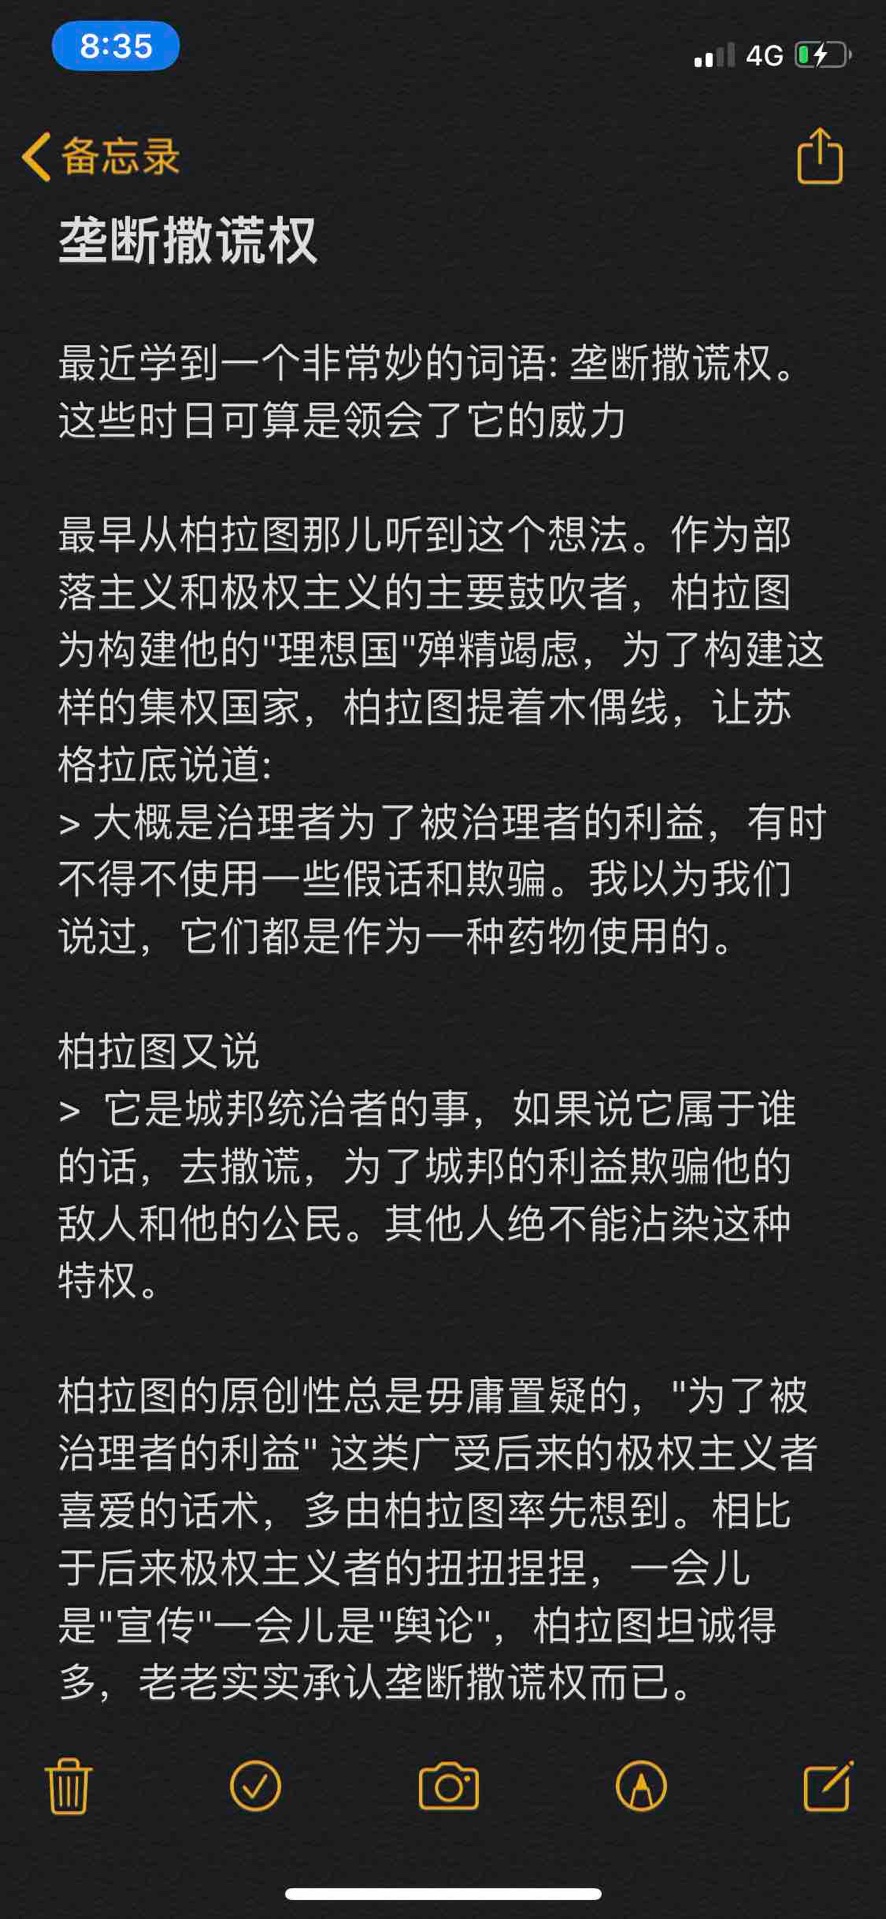 8:35
4G
备忘录
垄断撒谎权
最近学到一个非常妙的词语: 垄断撒谎权。
这些时日可算是领会了它的威力
最早从柏拉图那儿听到这个想法。作为部
落主义和极权主义的主要鼓吹者，柏拉图
为构建他的"理想国"殚精竭虑，为了构建这
样的集权国家，柏拉图提着木偶线，让苏
格拉底说道:
> 大概是治理者为了被治理者的利益，有时
不得不使用一些假话和欺骗。我以为我们
说过，它们都是作为一种药物使用的。
柏拉图又说
> 它是城邦统治者的事，如果说它属于谁
的话，去撒谎，为了城邦的利益欺骗他的
敌人和他的公民。其他人绝不能沾染这种
特权。
柏拉图的原创性总是毋庸置疑的，"为了被
治理者的利益" 这类广受后来的极权主义者
喜爱的话术，多由柏拉图率先想到。相比
于后来极权主义者的扭扭捏捏，一会儿
是"宣传"一会儿是"舆论"，柏拉图坦诚得
多，老老实实承认垄断撒谎权而已。